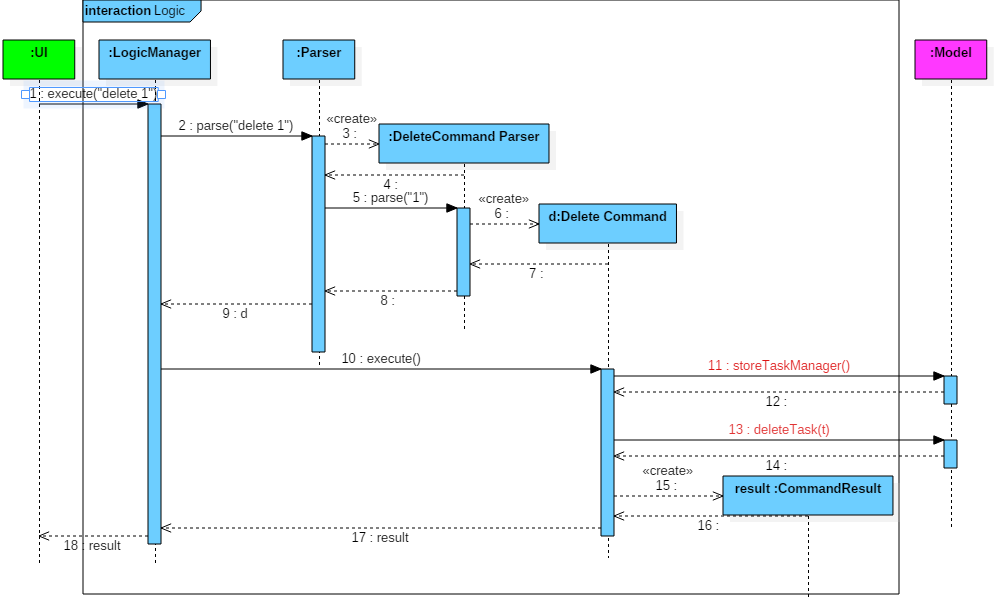 interaction Logic
:UI
:LogicManager
:Parser
:Model
1 : execute("delete 1")
«create»
2 : parse("delete 1")
3 :
:DeleteCommand Parser
4 :
5 : parse("1")
«create»
6 :
d:Delete Command
7 :
8 :
9 : d
10 : execute()
11 : storeTaskManager()
12 :
13 : deleteTask(t)
14 :
«create»
15 :
result :CommandResult
16 :
17 : result
18 : result